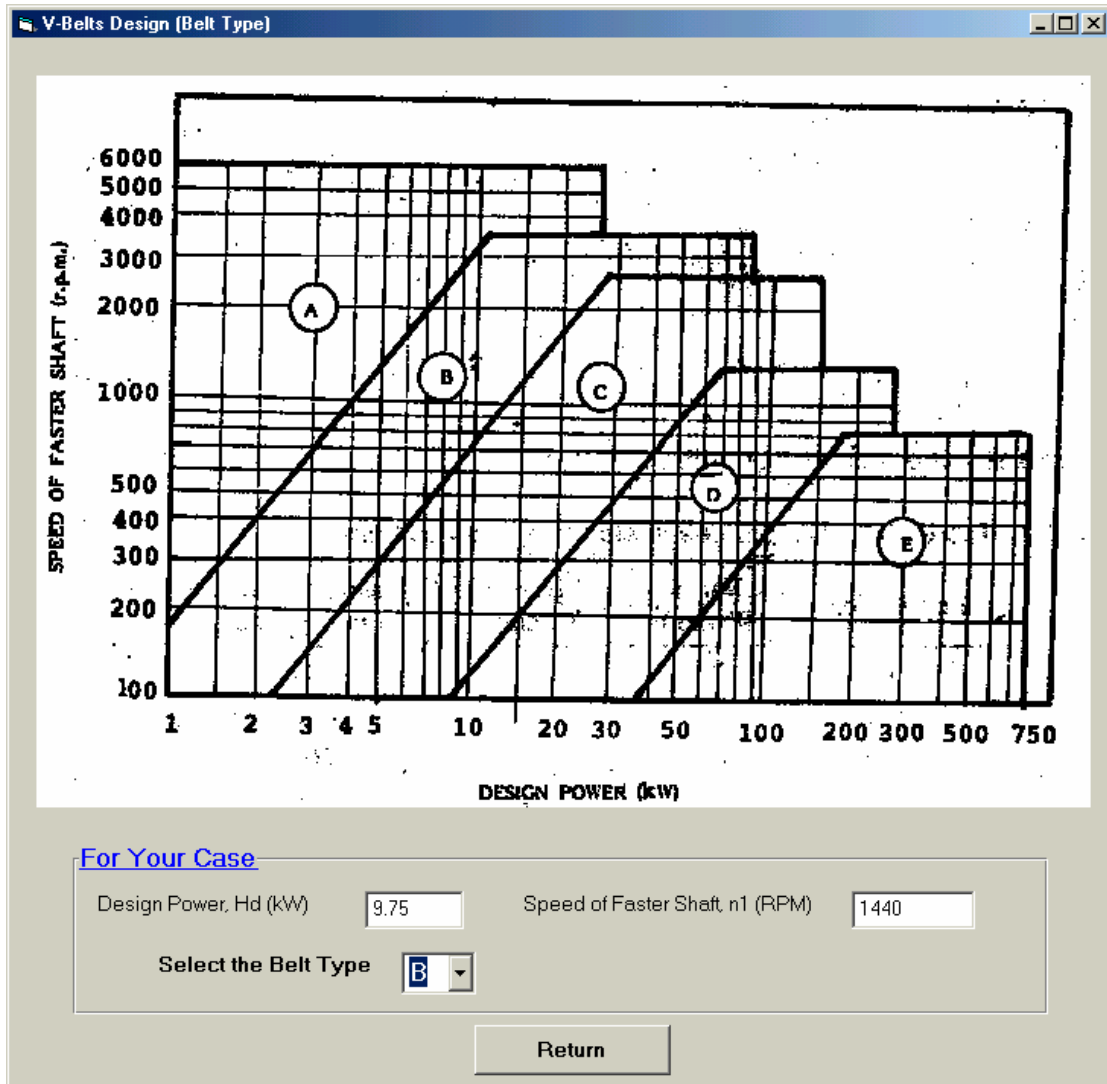 V-Belts Design (Belt Type)
6000
5000
4000
3000
2000
1000
500
400
300
200
100
SPEED OF FASTER SHAFT (r.p.m.)
A
B
C
D
E
1 2 3 4 5 10 20 30 50 100 200 300 500 750
DESIGN POWER (kW)
For Your Case
Design Power, Hd (kW) 9.75 Speed of Faster Shaft, n1 (RPM) 1440
Select the Belt Type B
Return